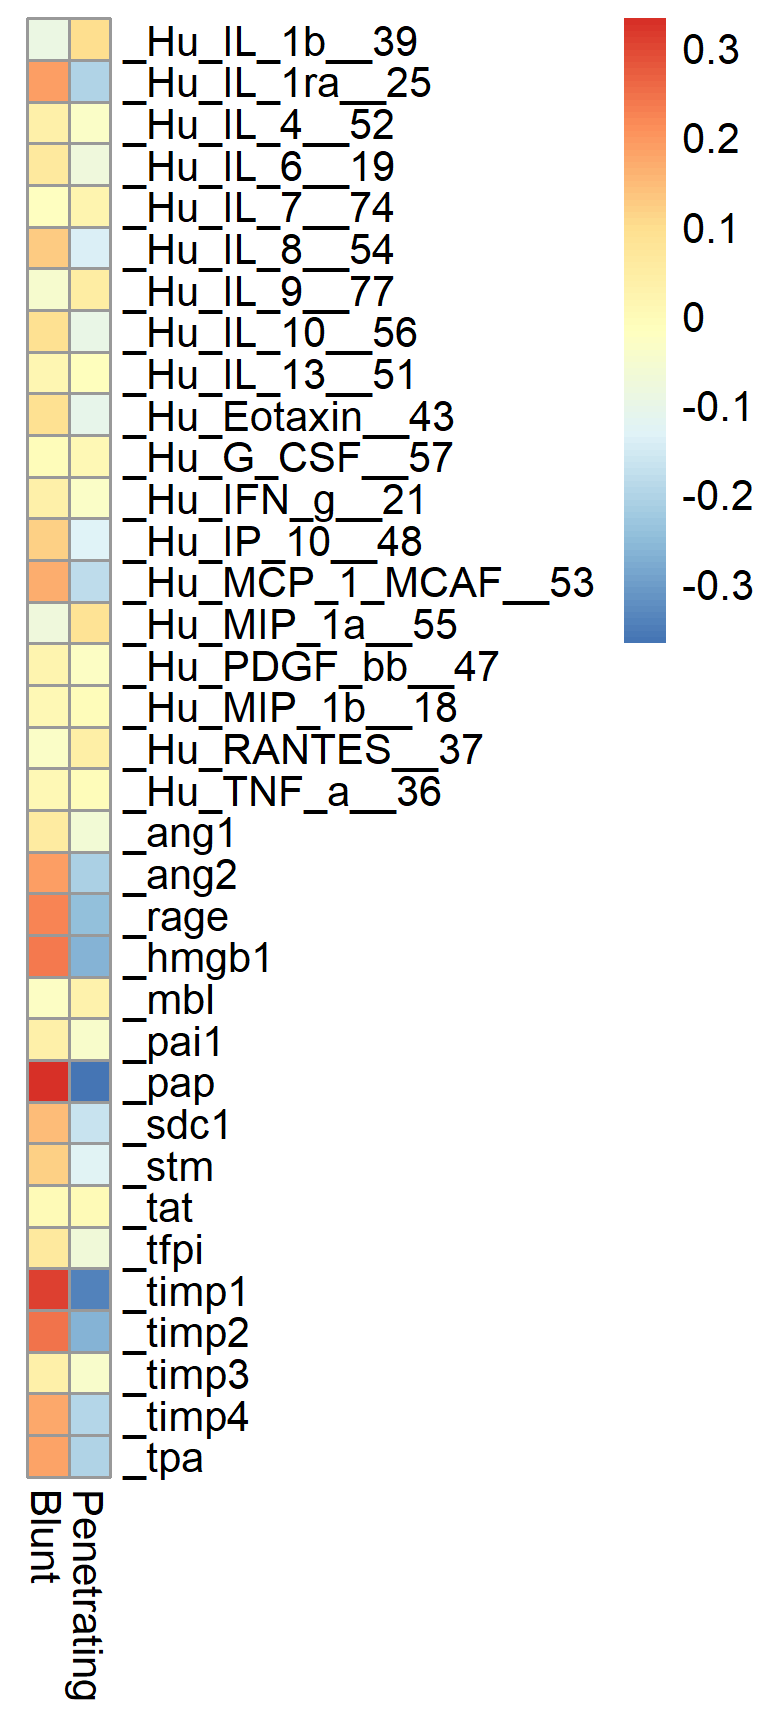 _Hu_IL_1b__39
_Hu_IL_1ra__25
_Hu_IL_4__52
_Hu_IL_6__19
_Hu_IL_7__74
_Hu_IL_8__54
_Hu_IL_9__77
_Hu_IL_10__56
_Hu_IL_13__51
_Hu_Eotaxin__43
_Hu_G_CSF__57
_Hu_IFN_g__21
_Hu_IP_10__48
_Hu_MCP_1_MCAF__53
_Hu_MIP_1a__55
_Hu_PDGF_bb__47
_Hu_MIP_1b__18
_Hu_RANTES__37
_Hu_TNF_a__36
_ang1
_ang2
_rage
_hmgb1
_mbl
_pai1
_pap
_sdc1
_stm
_tat
_tfpi
_timp1
_timp2
_timp3
_timp4
_tpa
Blunt
Penetrating
0.3
0.2
0.1
0
-0.1
-0.2
-0.3